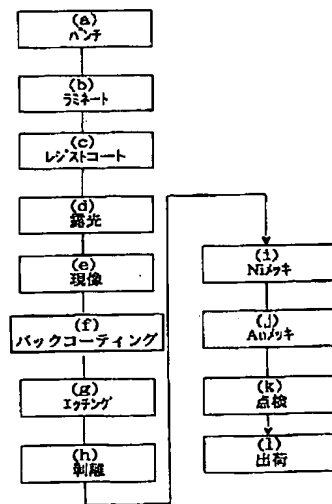 (a)
パンチ
(b)
ラミネート
(c)
レジストコート
(d)
露光
(e)
現像
(f)
バックコーティング
(g)
エッチング
(h)
剥離
(i)
Niメッキ
(j)
Auメッキ
(k)
点検
(l)
出荷